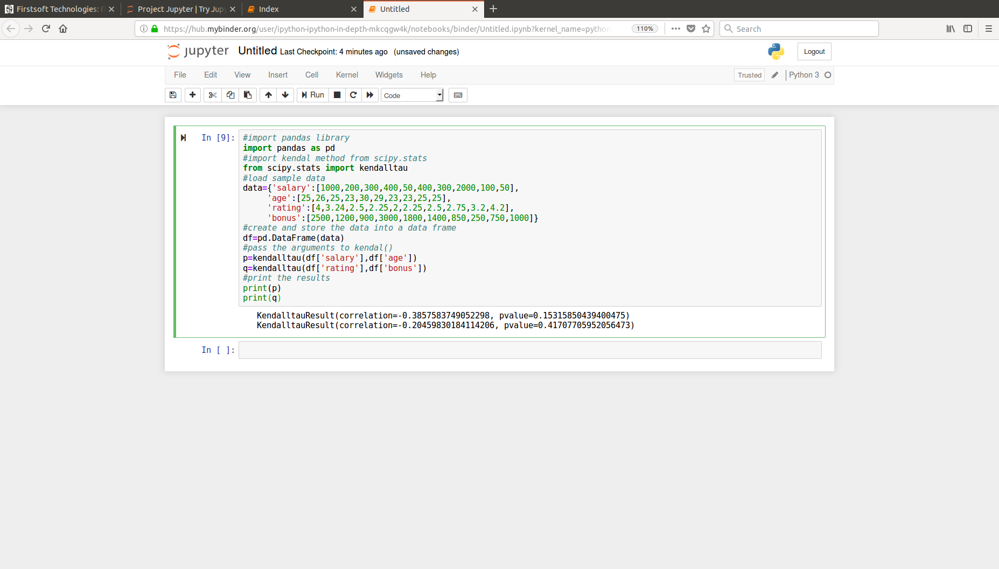 Firstsoft Technologies:
Project Jupyter | Try Jupy
Index
Untitled
https://hub.mybinder.org/user/ipython-ipython-in-depth-mkcqgw4k/notebooks/binder/Untitled.ipynb?kernel_name=python
110%
Search
jupyter Untitled Last Checkpoint: 4 minutes ago (unsaved changes)
Logout
File Edit View Insert Cell Kernel Widgets Help
Trusted
Python 3
Run
Code
In [9]:
#import pandas library
import pandas as pd
#import kendal method from scipy.stats
from scipy.stats import kendalltau
#load sample data
data={'salary':[1000,200,300,400,50,400,300,2000,100,50],
'age':[25,26,25,23,30,29,23,23,25,25],
'rating':[4,3.24,2.5,2.25,2,2.25,2.5,2.75,3.2,4.2],
'bonus':[2500,1200,900,3000,1800,1400,850,250,750,1000]}
#create and store the data into a data frame
df=pd.DataFrame(data)
#pass the arguments to kendal()
p=kendalltau(df['salary'],df['age'])
q=kendalltau(df['rating'],df['bonus'])
#print the results
print(p)
print(q)
KendalltauResult(correlation=-0.3857583749052298, pvalue=0.15315850439400475)
KendalltauResult(correlation=-0.20459830184114206, pvalue=0.41707705952056473)
In [ ]: